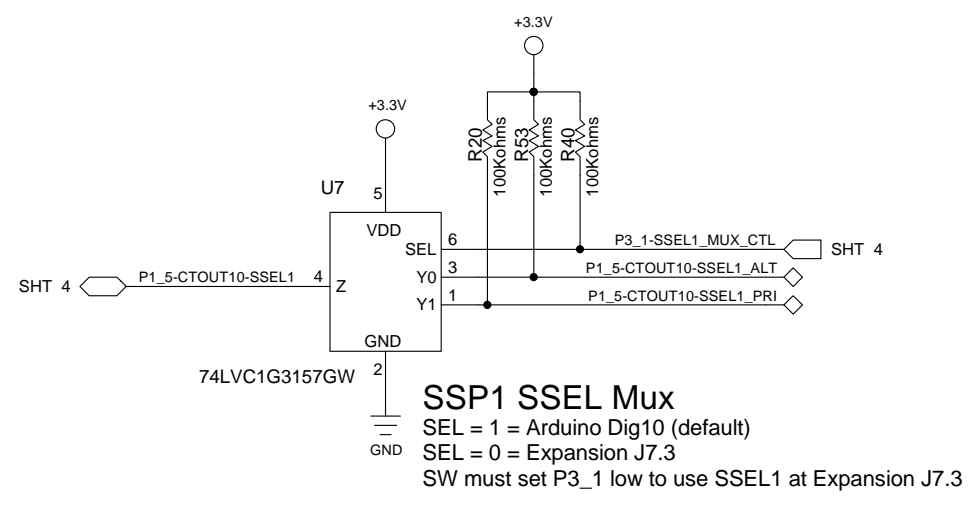 +3.3V
+3.3V
R20
100Kohms
R53
100Kohms
R40
100Kohms
U7
5
VDD
SEL
6
P3_1-SSEL1_MUX_CTL
SHT 4
SHT 4
P1_5-CTOUT10-SSEL1
4
Z
Y0
3
P1_5-CTOUT10-SSEL1_ALT
Y1
1
P1_5-CTOUT10-SSEL1_PRI
GND
2
74LVC1G3157GW
GND
SSP1 SSEL Mux
SEL = 1 = Arduino Dig10 (default)
SEL = 0 = Expansion J7.3
SW must set P3_1 low to use SSEL1 at Expansion J7.3